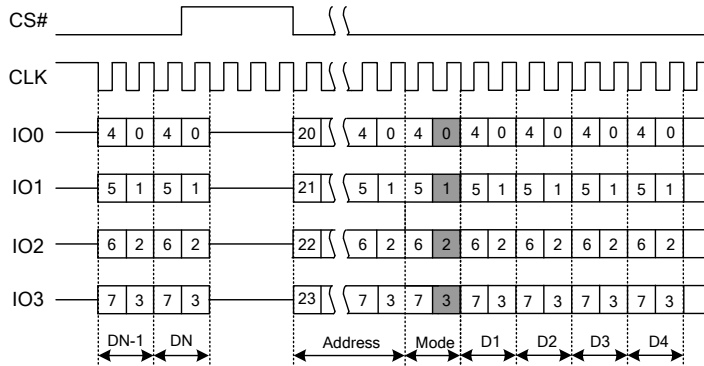 CS#
CLK
IO0 4 0 4 0 20 4 0 4 0 4 0 4 0 4 0 4 0
IO1 5 1 5 1 21 5 1 5 1 5 1 5 1 5 1 5 1
IO2 6 2 6 2 22 6 2 6 2 6 2 6 2 6 2 6 2
IO3 7 3 7 3 23 7 3 7 3 7 3 7 3 7 3 7 3
DN-1 DN Address Mode D1 D2 D3 D4